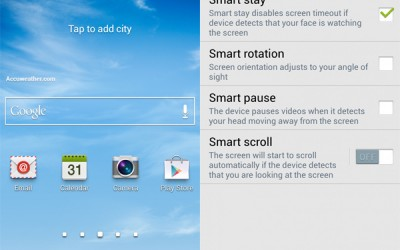 Tap to add city
Accuweather.com
Google
31
Email
Calendar
Camera
Play Store
Smart stay
Smart stay disables screen timeout if
device detects that your face is watching
the screen
Smart rotation
Screen orientation adjusts to your angle of
sight
Smart pause
The device pauses videos when it detects
your head moving away from the screen
Smart scroll
The screen will start to scroll
automatically if the device detects
that you are looking at the screen
OFF